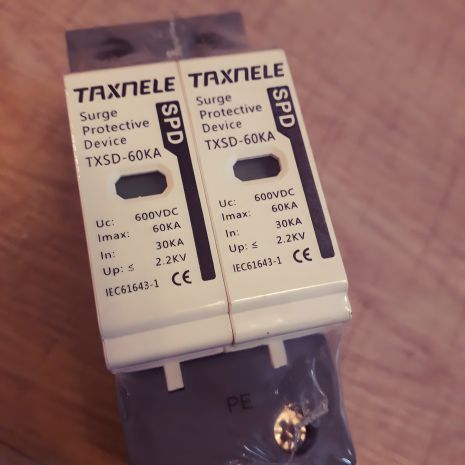 TAXNELE
SPD
Surge
Protective
Device
TXSD-60KA
Uc: 600VDC
Imax: 60KA
In: 30KA
Up: ≤ 2.2KV
IEC61643-1 CE
TAXNELE
SPD
Surge
Protective
Device
TXSD-60KA
Uc: 600VDC
Imax: 60KA
In: 30KA
Up: ≤ 2.2KV
IEC61643-1 CE
PE